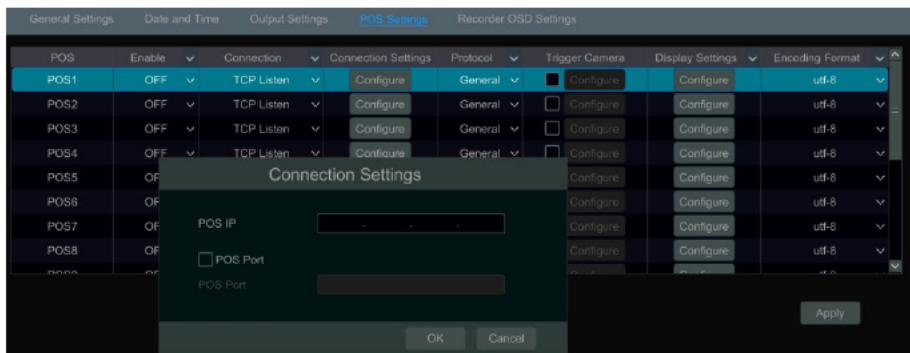 General Settings Date and Time Output Settings POS Settings Recorder OSD Settings
POS Enable Connection Connection Settings Protocol Trigger Camera Display Settings Encoding Format
POS1 OFF TCP Listen Configure General Configure Configure utf-8
POS2 OFF TCP Listen Configure General Configure Configure utf-8
POS3 OFF TCP Listen Configure General Configure Configure utf-8
POS4 OFF TCP Listen Configure General Configure Configure utf-8
POS5 OF Configure Configure utf-8
POS6 OF Configure Configure utf-8
POS7 OF Configure Configure utf-8
POS8 OF Configure Configure utf-8
Connection Settings
POS IP . . .
POS Port
POS Port
OK Cancel
Apply